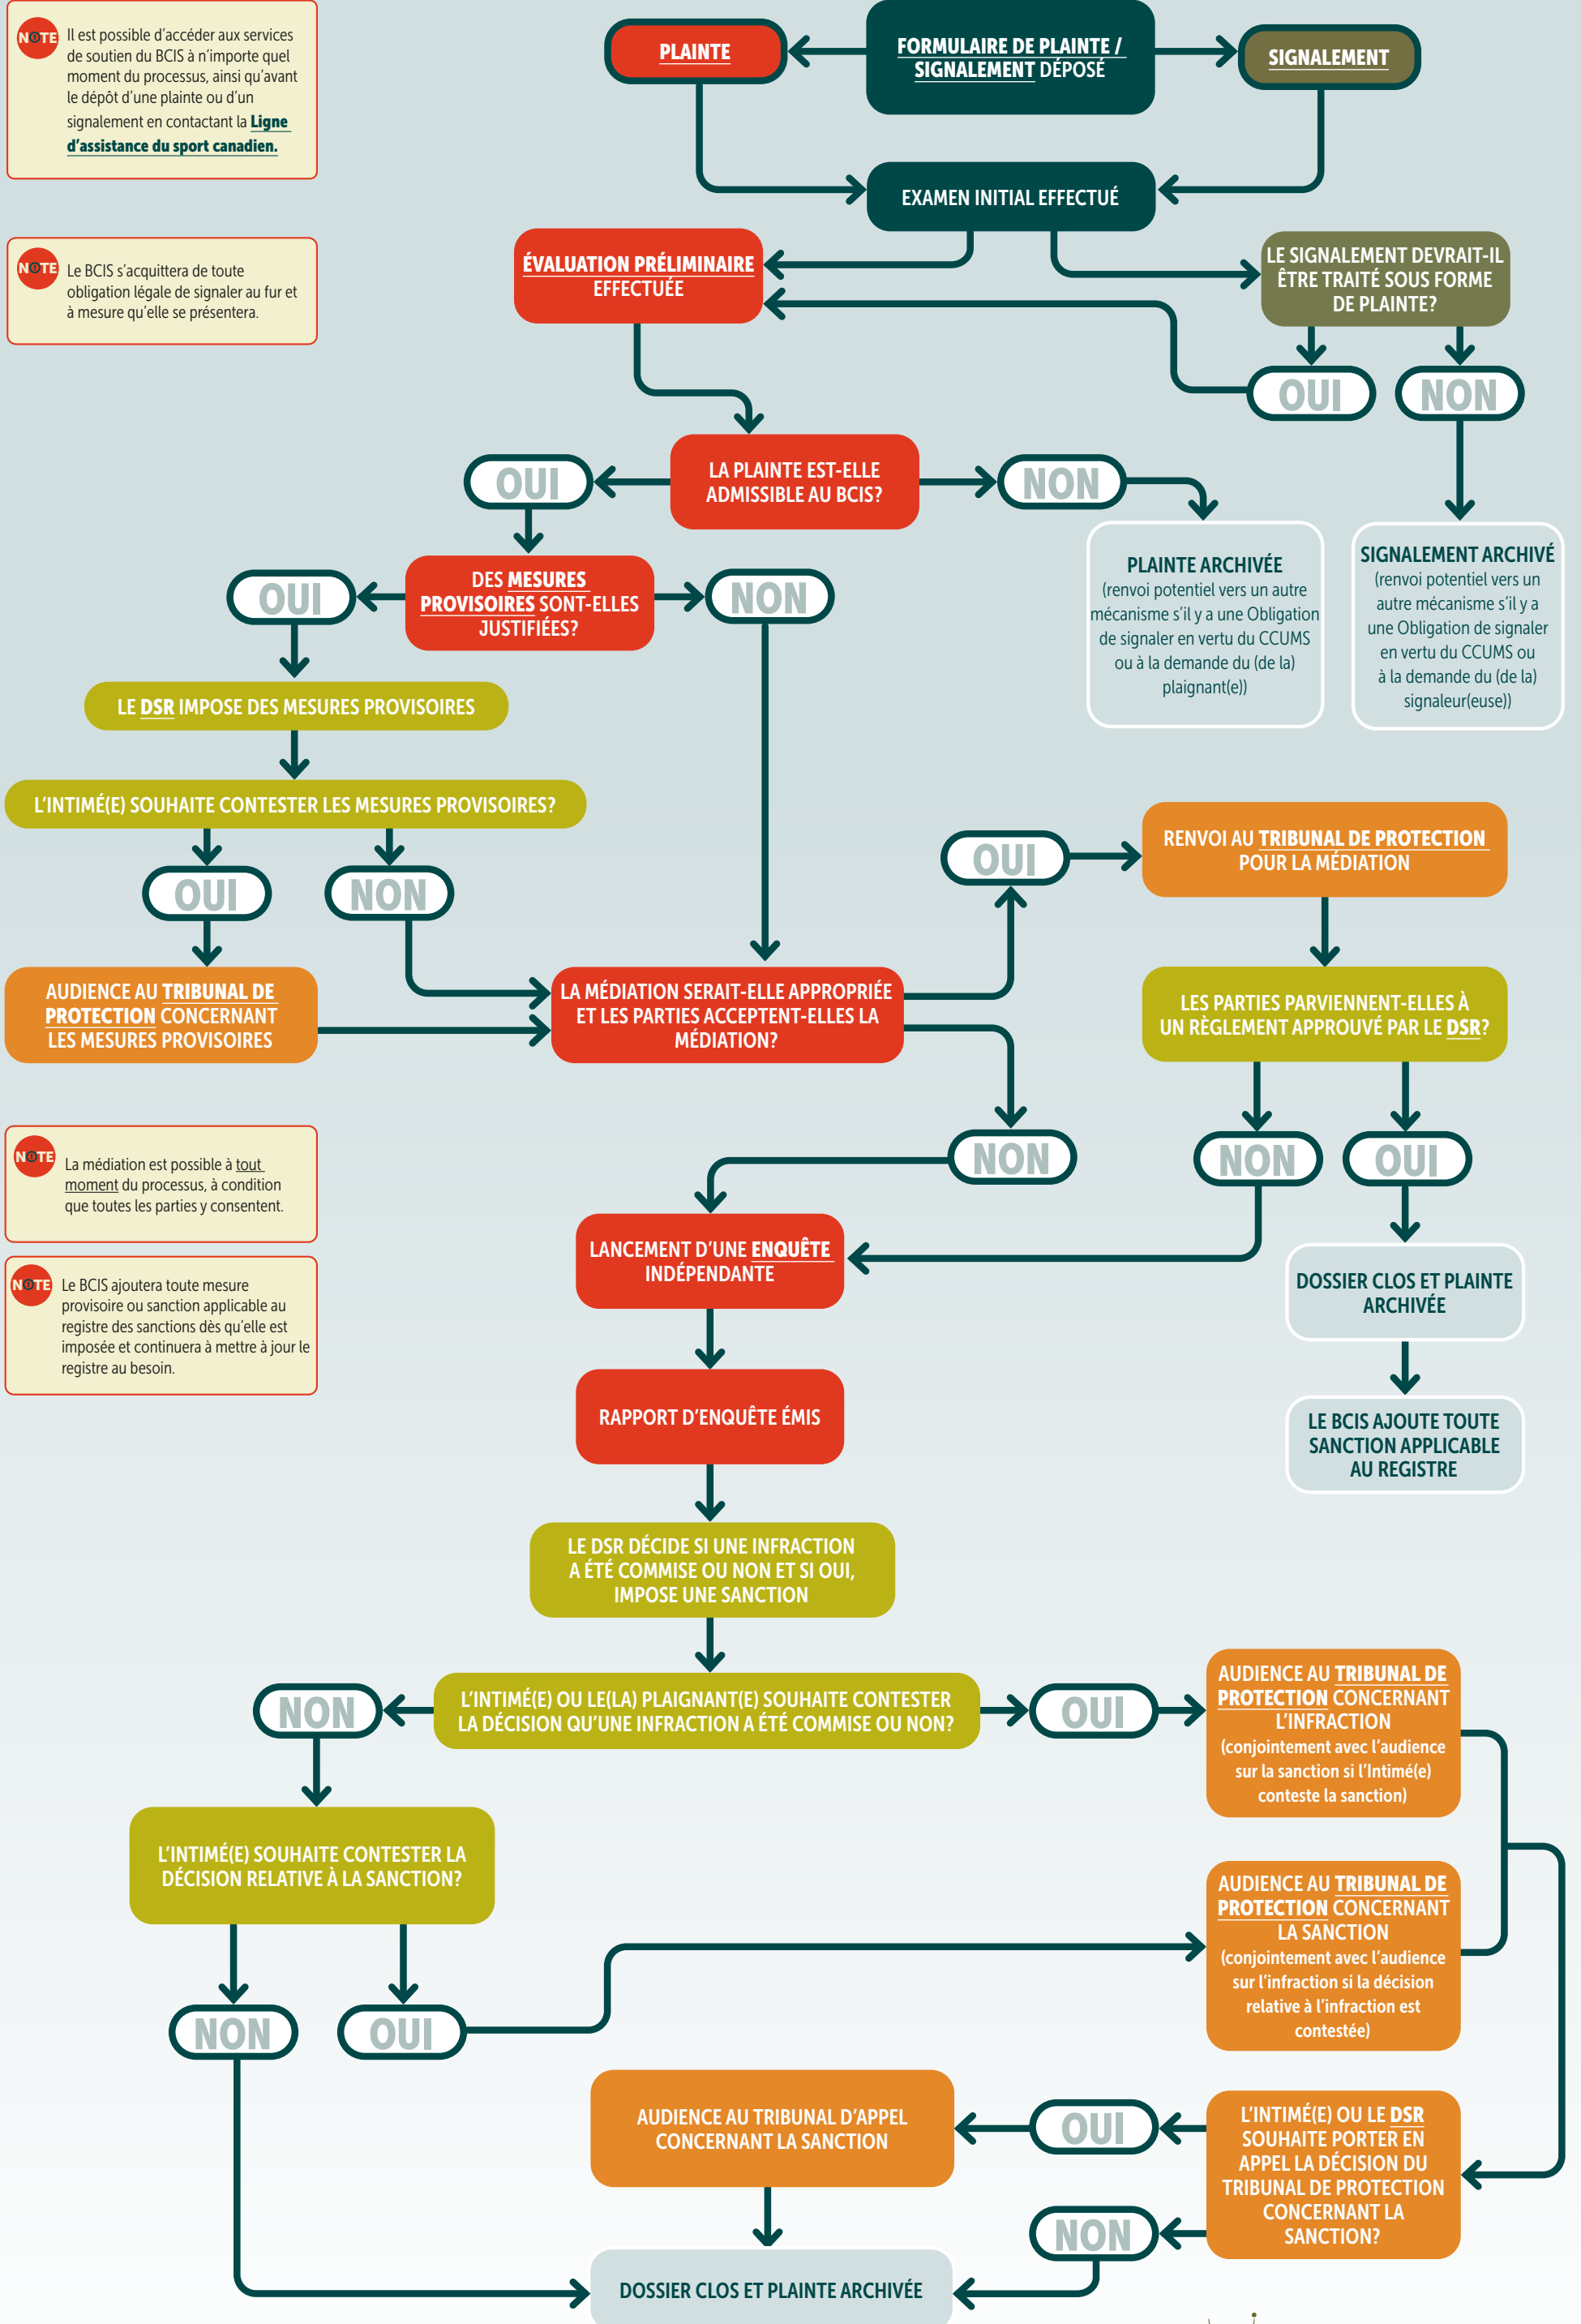 NOTE
Il est possible d'accéder aux services
de soutien du BCIS à n'importe quel
moment du processus, ainsi qu'avant
le dépôt d'une plainte ou d'un
signalement en contactant la Ligne
d'assistance du sport canadien.
PLAINTE
FORMULAIRE DE PLAINTE /
SIGNALEMENT DÉPOSÉ
SIGNALEMENT
EXAMEN INITIAL EFFECTUÉ
NOTE
Le BCIS s'acquittera de toute
obligation légale de signaler au fur et
à mesure qu'elle se présentera.
ÉVALUATION PRÉLIMINAIRE
EFFECTUÉE
LE SIGNALEMENT DEVRAIT-IL
ÊTRE TRAITÉ SOUS FORME
DE PLAINTE?
OUI
NON
LA PLAINTE EST-ELLE
ADMISSIBLE AU BCIS?
OUI
NON
PLAINTE ARCHIVÉE
(renvoi potentiel vers un autre
mécanisme s'il y a une Obligation
de signaler en vertu du CCUMS
ou à la demande du (de la)
plaignant(e))
SIGNALEMENT ARCHIVÉ
(renvoi potentiel vers un
autre mécanisme s'il y a
une Obligation de signaler
en vertu du CCUMS ou
à la demande du (de la)
signaleur(euse))
DES MESURES
PROVISOIRES SONT-ELLES
JUSTIFIÉES?
OUI
NON
LE DSR IMPOSE DES MESURES PROVISOIRES
L'INTIMÉ(E) SOUHAITE CONTESTER LES MESURES PROVISOIRES?
OUI
NON
AUDIENCE AU TRIBUNAL DE
PROTECTION CONCERNANT
LES MESURES PROVISOIRES
LA MÉDIATION SERAIT-ELLE APPROPRIÉE
ET LES PARTIES ACCEPTENT-ELLES LA
MÉDIATION?
OUI
RENVOI AU TRIBUNAL DE PROTECTION
POUR LA MÉDIATION
LES PARTIES PARVIENNENT-ELLES À
UN RÈGLEMENT APPROUVÉ PAR LE DSR?
NON
NON
OUI
NOTE
La médiation est possible à tout
moment du processus, à condition
que toutes les parties y consentent.
NOTE
Le BCIS ajoutera toute mesure
provisoire ou sanction applicable au
registre des sanctions dès qu'elle est
imposée et continuera à mettre à jour le
registre au besoin.
LANCEMENT D'UNE ENQUÊTE
INDÉPENDANTE
DOSSIER CLOS ET PLAINTE
ARCHIVÉE
RAPPORT D'ENQUÊTE ÉMIS
LE BCIS AJOUTE TOUTE
SANCTION APPLICABLE
AU REGISTRE
LE DSR DÉCIDE SI UNE INFRACTION
A ÉTÉ COMMISE OU NON ET SI OUI,
IMPOSE UNE SANCTION
NON
L'INTIMÉ(E) OU LE(LA) PLAIGNANT(E) SOUHAITE CONTESTER
LA DÉCISION QU'UNE INFRACTION A ÉTÉ COMMISE OU NON?
OUI
AUDIENCE AU TRIBUNAL DE
PROTECTION CONCERNANT
L'INFRACTION
(conjointement avec l'audience
sur la sanction si l'Intimé(e)
conteste la sanction)
L'INTIMÉ(E) SOUHAITE CONTESTER LA
DÉCISION RELATIVE À LA SANCTION?
AUDIENCE AU TRIBUNAL DE
PROTECTION CONCERNANT
LA SANCTION
(conjointement avec l'audience
sur l'infraction si la décision
relative à l'infraction est
contestée)
NON
OUI
AUDIENCE AU TRIBUNAL D'APPEL
CONCERNANT LA SANCTION
OUI
L'INTIMÉ(E) OU LE DSR
SOUHAITE PORTER EN
APPEL LA DÉCISION DU
TRIBUNAL DE PROTECTION
CONCERNANT LA
SANCTION?
NON
DOSSIER CLOS ET PLAINTE ARCHIVÉE